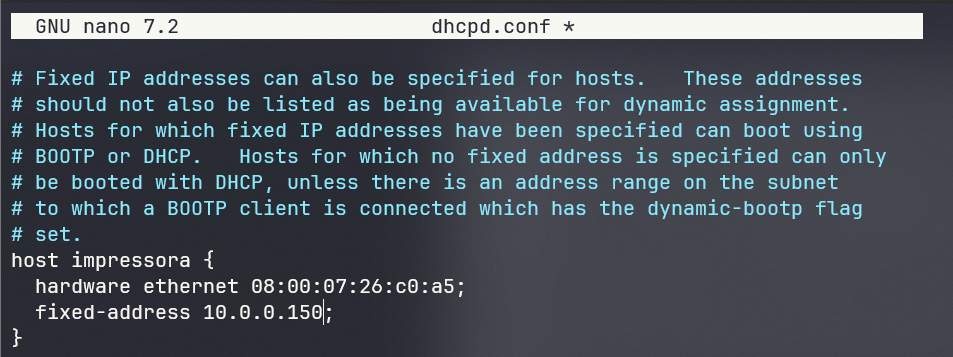 GNU nano 7.2 dhcpd.conf *
# Fixed IP addresses can also be specified for hosts.   These addresses
# should not also be listed as being available for dynamic assignment.
# Hosts for which fixed IP addresses have been specified can boot using
# BOOTP or DHCP.   Hosts for which no fixed address is specified can only
# be booted with DHCP, unless there is an address range on the subnet
# to which a BOOTP client is connected which has the dynamic-bootp flag
# set.
host impressora {
  hardware ethernet 08:00:07:26:c0:a5;
  fixed-address 10.0.0.150;
}